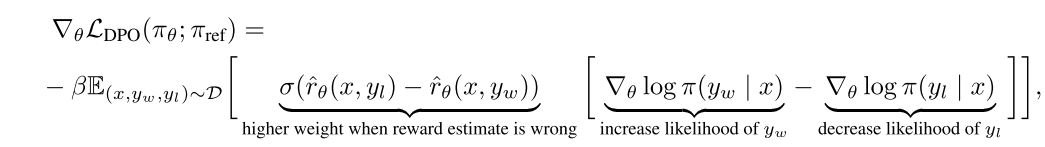 ∇θ𝓛DPO(πθ; πref) =
− β𝔼(x,yw,yl)∼𝒟[σ(r̂θ(x, yl) − r̂θ(x, yw)) [∇θ log π(yw | x) − ∇θ log π(yl | x)]],
higher weight when reward estimate is wrong increase likelihood of yw decrease likelihood of yl